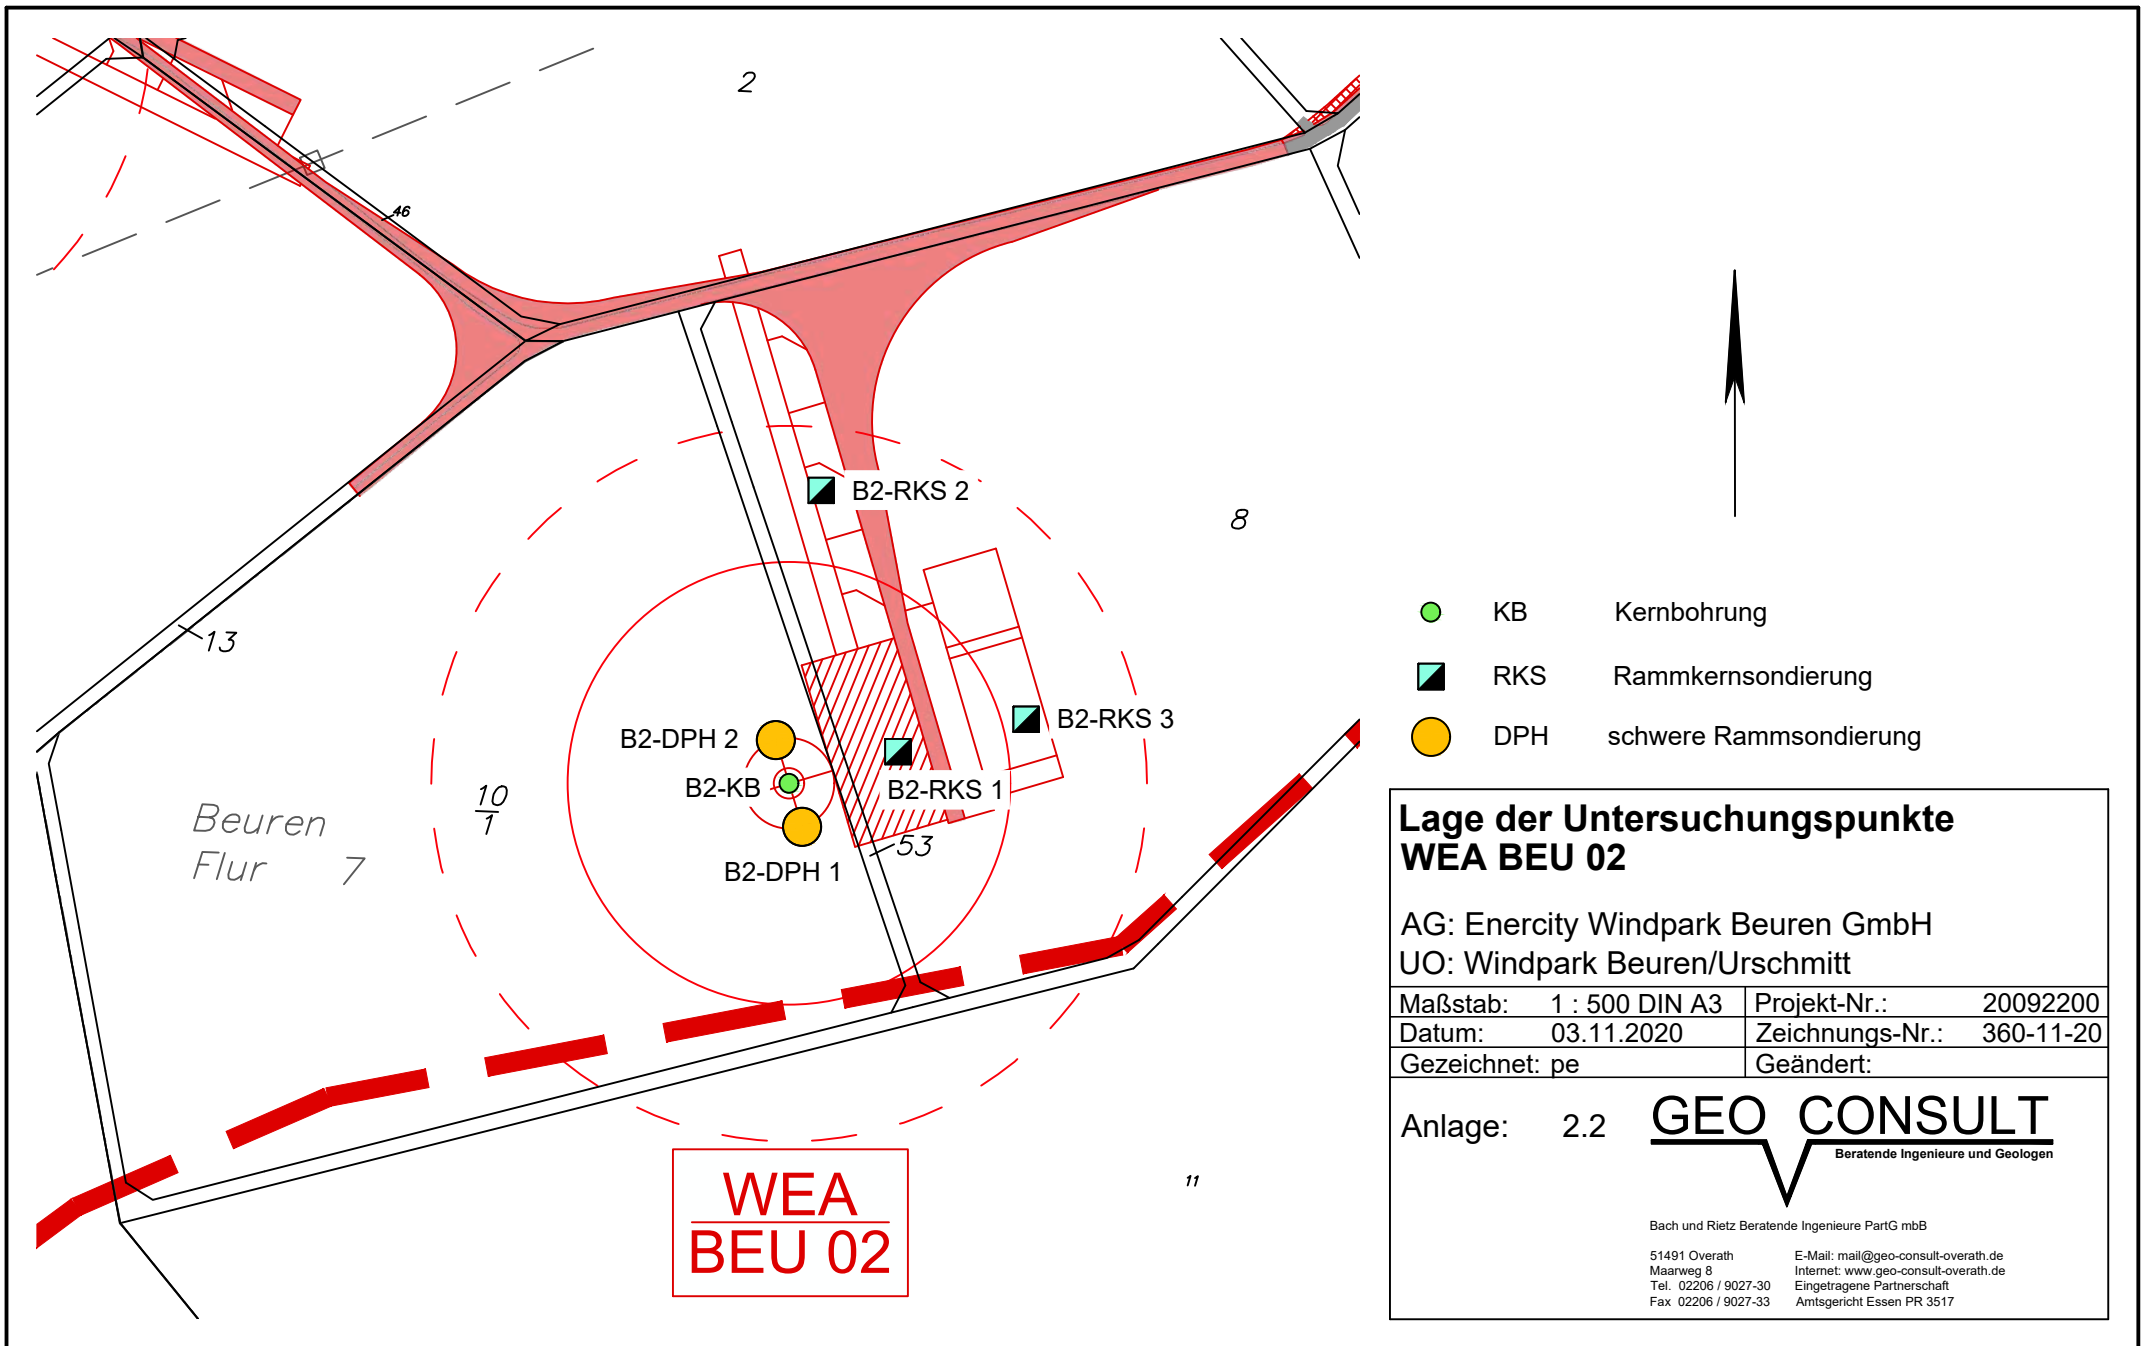 2
46
B2-RKS 2
8
13
B2-RKS 3
B2-DPH 2
B2-KB
B2-RKS 1
10
1
Beuren
Flur 7
53
B2-DPH 1
11
WEA
BEU 02
KB Kernbohrung
RKS Rammkernsondierung
DPH schwere Rammsondierung
Lage der Untersuchungspunkte
WEA BEU 02
AG: Enercity Windpark Beuren GmbH
UO: Windpark Beuren/Urschmitt
Maßstab: 1 : 500 DIN A3 Projekt-Nr.: 20092200
Datum: 03.11.2020 Zeichnungs-Nr.: 360-11-20
Gezeichnet: pe Geändert:
Anlage: 2.2
GEO CONSULT
Beratende Ingenieure und Geologen
Bach und Rietz Beratende Ingenieure PartG mbB
51491 Overath E-Mail: mail@geo-consult-overath.de
Maarweg 8 Internet: www.geo-consult-overath.de
Tel. 02206 / 9027-30 Eingetragene Partnerschaft
Fax 02206 / 9027-33 Amtsgericht Essen PR 3517